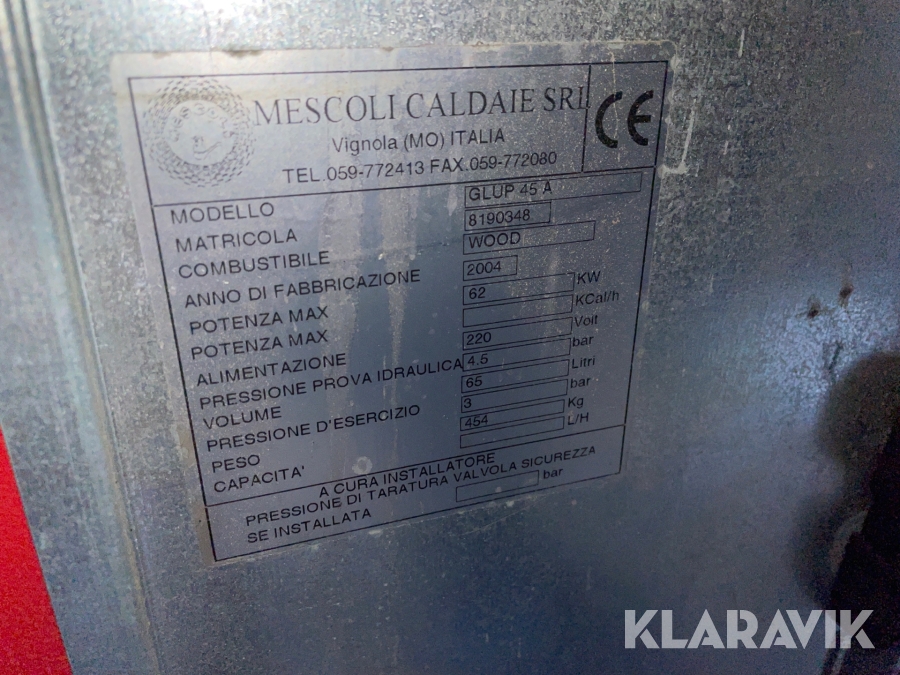 MESCOLI CALDAIE SRL
Vignola (MO) ITALIA
TEL.059-772413 FAX.059-772080
CE
MODELLO GLUP 45 A
MATRICOLA 8190348
COMBUSTIBILE WOOD
ANNO DI FABBRICAZIONE 2004
POTENZA MAX 62 KW
POTENZA MAX KCal/h
ALIMENTAZIONE 220 Volt
PRESSIONE PROVA IDRAULICA 4.5 bar
VOLUME 65 Litri
PRESSIONE D'ESERCIZIO 3 bar
PESO 454 Kg
CAPACITA' L/H
A CURA INSTALLATORE
PRESSIONE DI TARATURA VALVOLA SICUREZZA
SE INSTALLATA bar
KLARAVIK